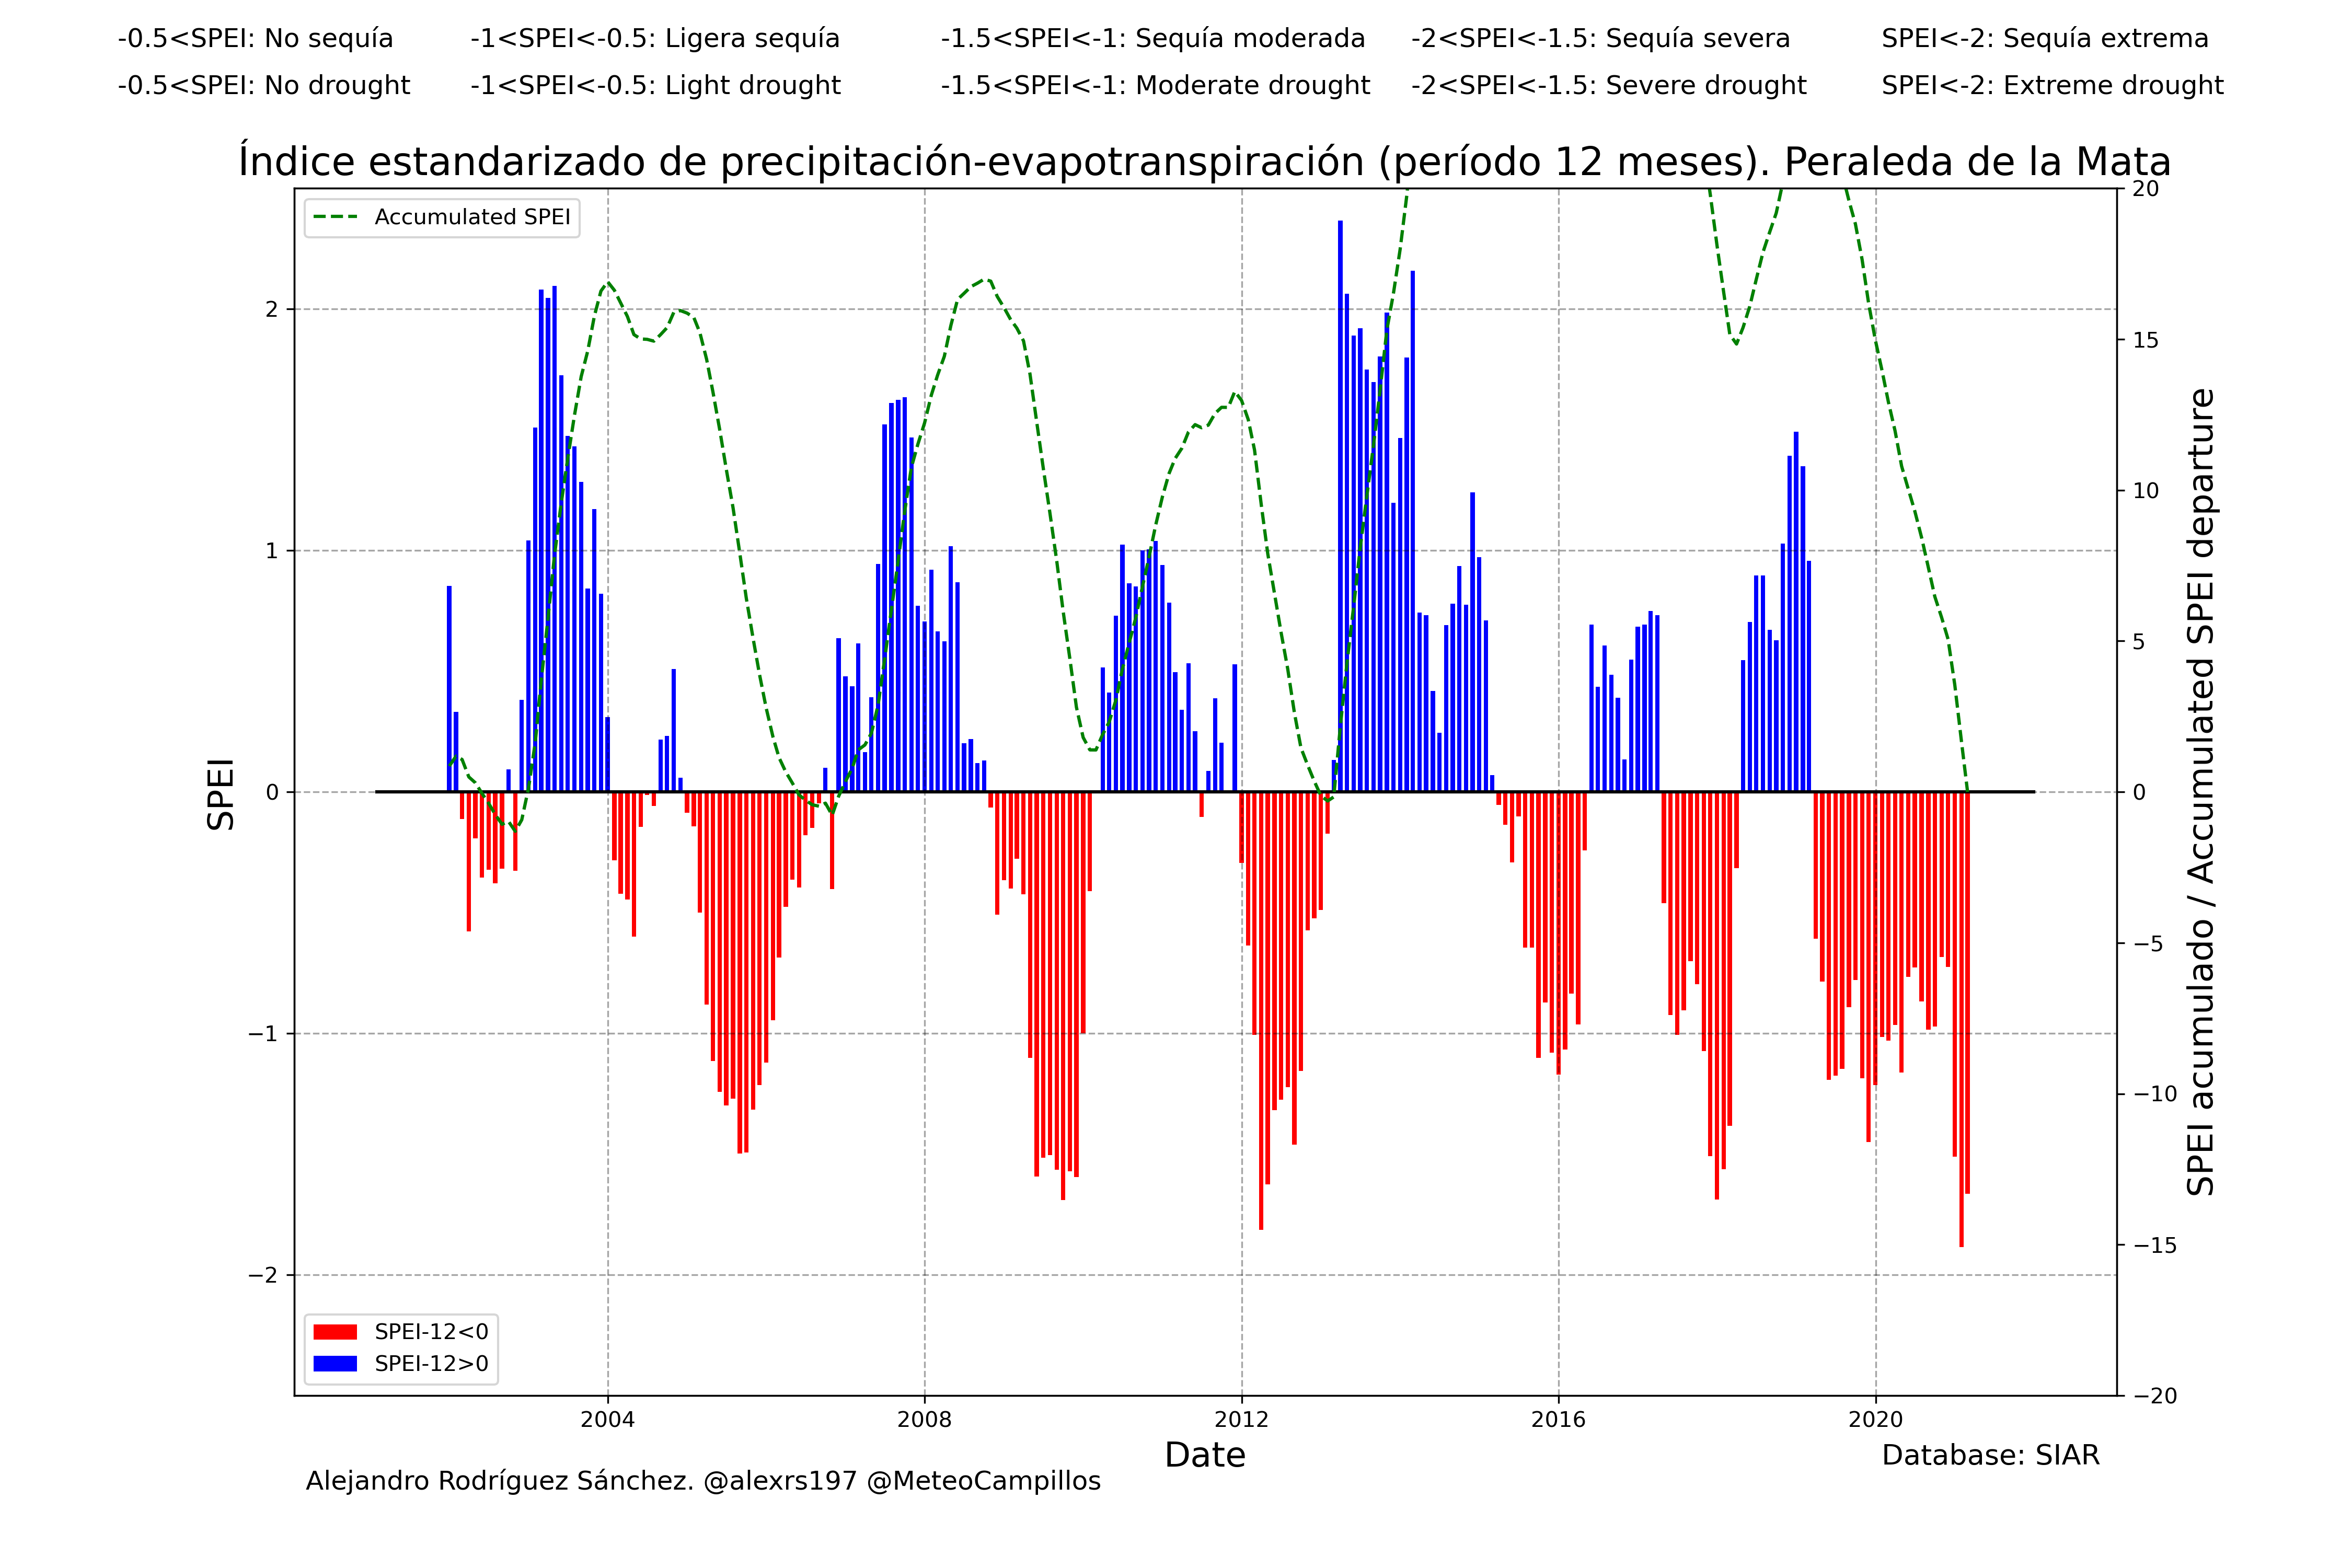 -0.5<SPEI: No sequía -1<SPEI<-0.5: Ligera sequía -1.5<SPEI<-1: Sequía moderada -2<SPEI<-1.5: Sequía severa SPEI<-2: Sequía extrema
-0.5<SPEI: No drought -1<SPEI<-0.5: Light drought -1.5<SPEI<-1: Moderate drought -2<SPEI<-1.5: Severe drought SPEI<-2: Extreme drought
Índice estandarizado de precipitación-evapotranspiración (período 12 meses). Peraleda de la Mata
Accumulated SPEI
SPEI
2
1
0
−1
−2
20
15
10
5
0
−5
−10
−15
−20
SPEI acumulado / Accumulated SPEI departure
SPEI-12<0
SPEI-12>0
2004 2008 2012 2016 2020
Date
Database: SIAR
Alejandro Rodríguez Sánchez. @alexrs197 @MeteoCampillos